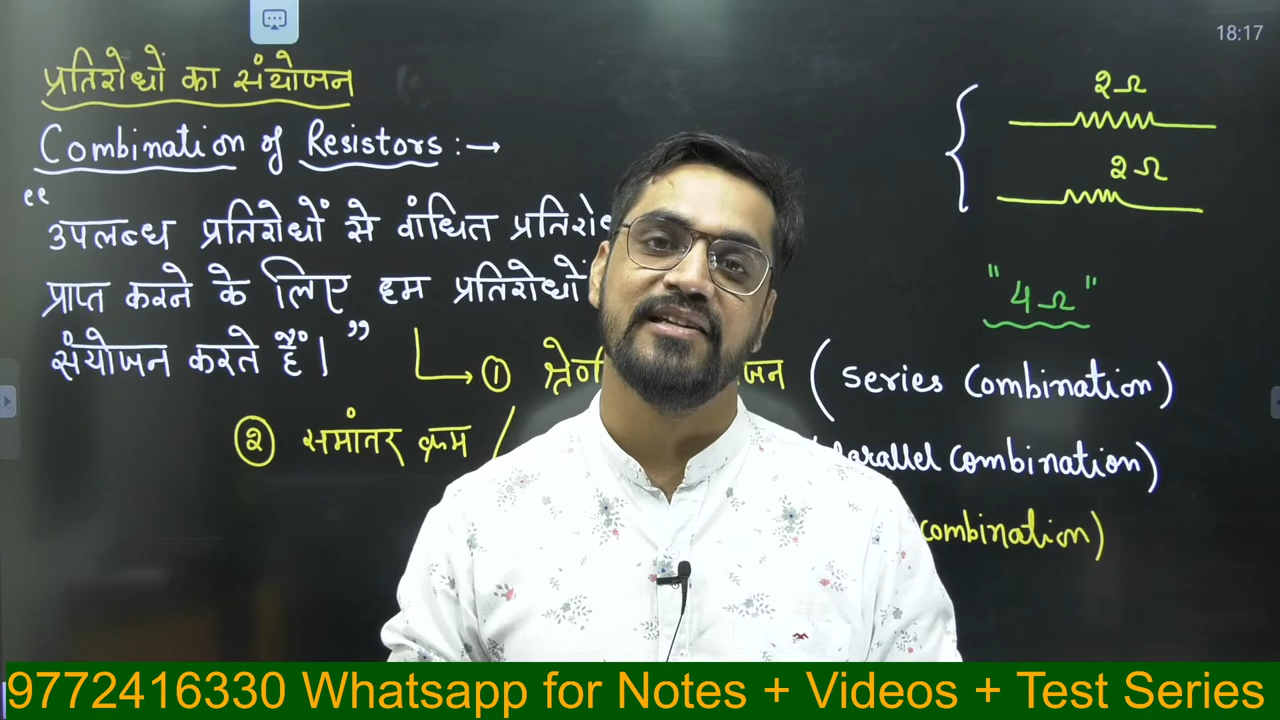 18:17
प्रतिरोधों का संयोजन
Combination of Resistors :→
2Ω
2Ω
“उपलब्ध प्रतिरोधों से वांछित
प्राप्त करने के लिए हम प्रतिरोधों
संयोजन करते हैं।”
"4Ω"
① (series combination)
② समांतर क्रम combination)
combination)
9772416330 Whatsapp for Notes + Videos + Test Series